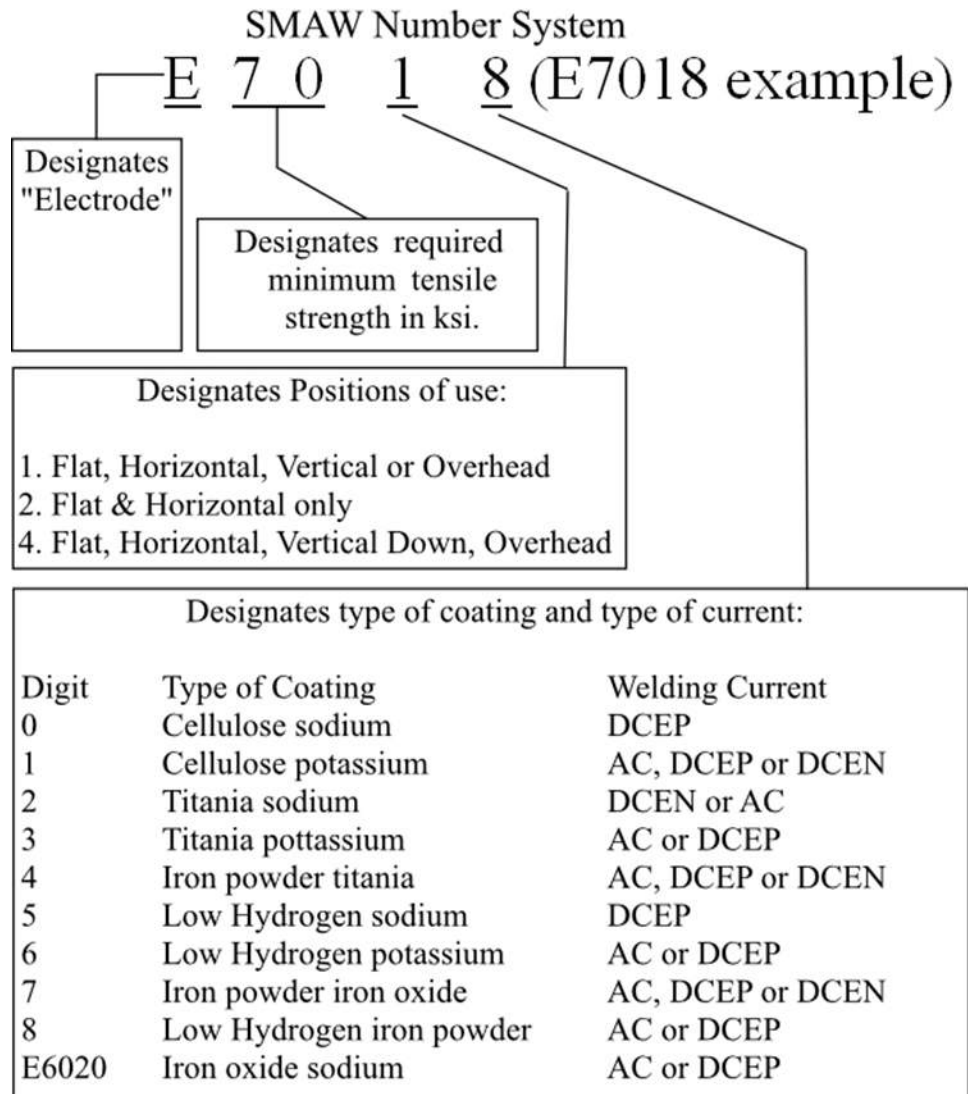 SMAW Number System
E 7 0 1 8 (E7018 example)
Designates
"Electrode"
Designates required
minimum tensile
strength in ksi.
Designates Positions of use:
1. Flat, Horizontal, Vertical or Overhead
2. Flat & Horizontal only
4. Flat, Horizontal, Vertical Down, Overhead
Designates type of coating and type of current:
Digit Type of Coating Welding Current
0 Cellulose sodium DCEP
1 Cellulose potassium AC, DCEP or DCEN
2 Titania sodium DCEN or AC
3 Titania pottassium AC or DCEP
4 Iron powder titania AC, DCEP or DCEN
5 Low Hydrogen sodium DCEP
6 Low Hydrogen potassium AC or DCEP
7 Iron powder iron oxide AC, DCEP or DCEN
8 Low Hydrogen iron powder AC or DCEP
E6020 Iron oxide sodium AC or DCEP